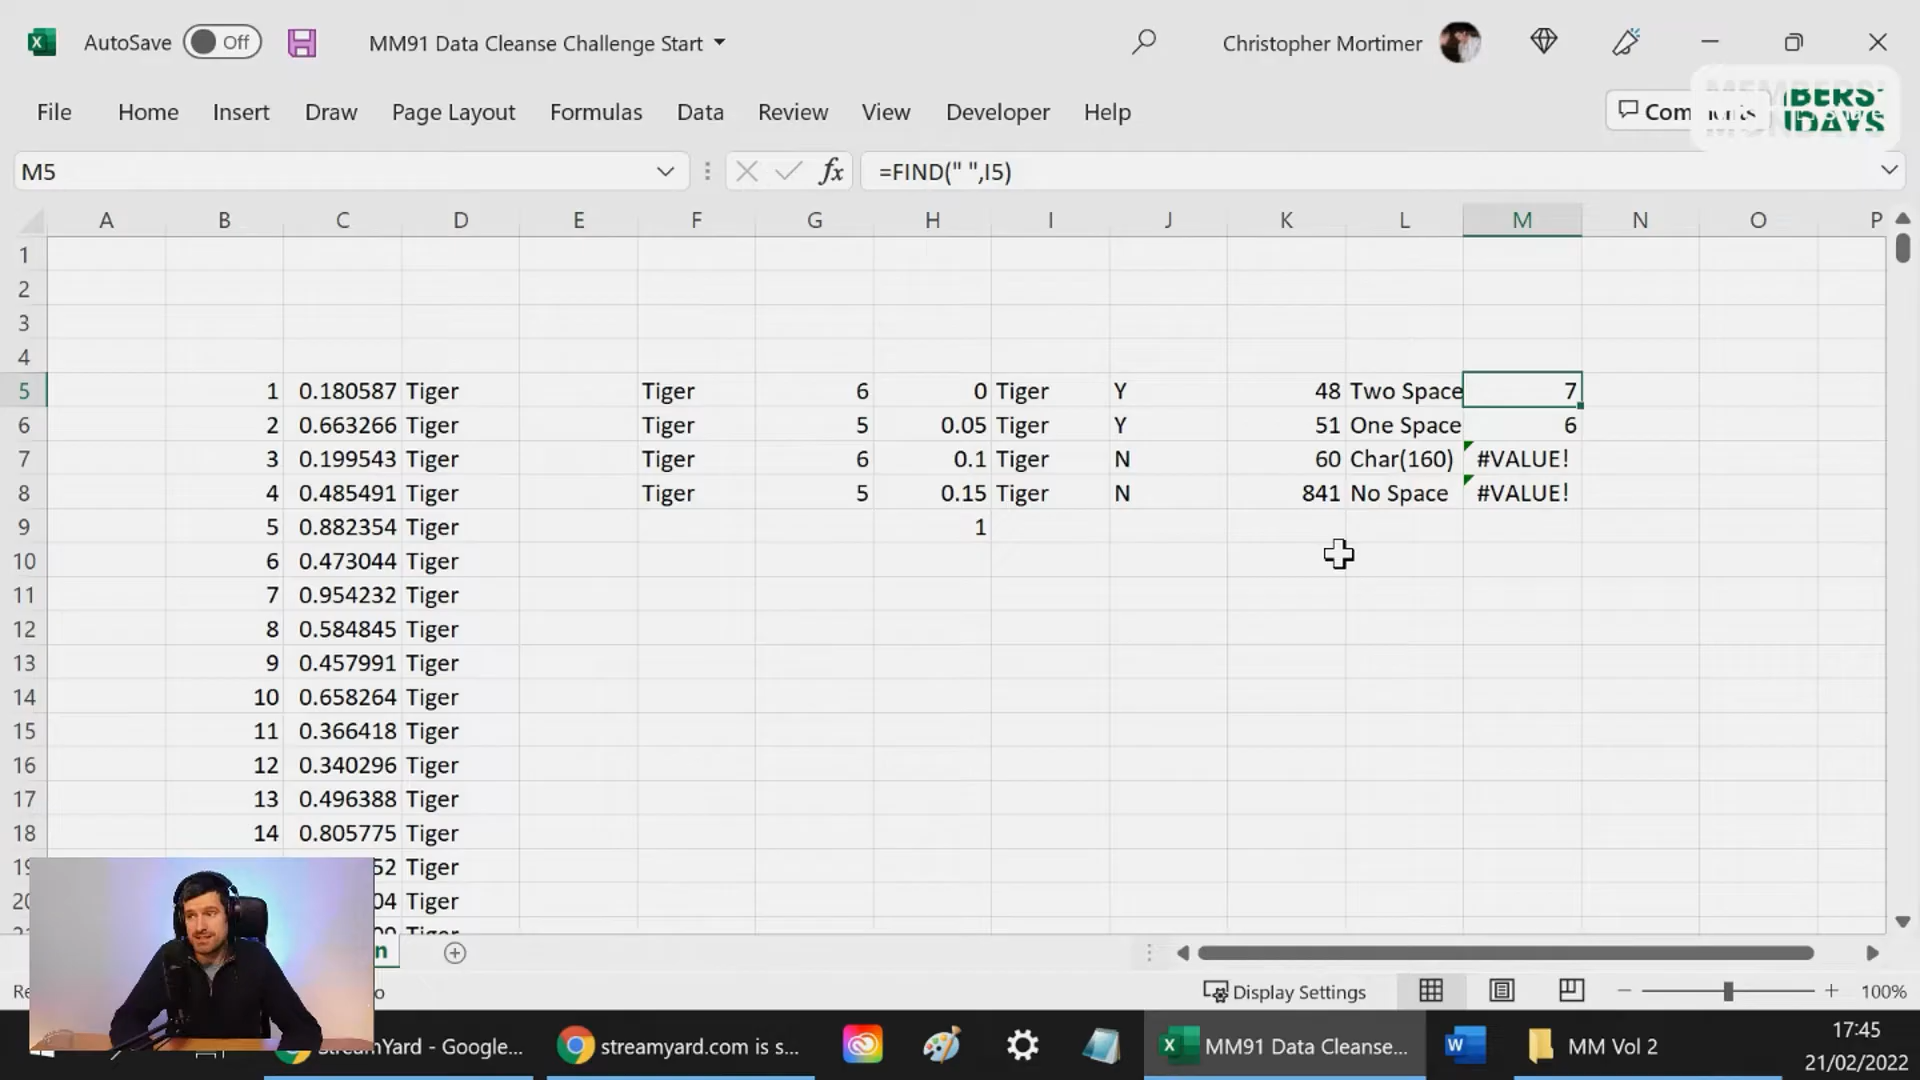 AutoSave Off MM91 Data Cleanse Challenge Start Christopher Mortimer
File Home Insert Draw Page Layout Formulas Data Review View Developer Help
MEMBERS'
MONDAYS
M5 fx =FIND(" ",I5)
A B C D E F G H I J K L M N O P
1
2
3
4
5 1 0.180587 Tiger Tiger 6 0 Tiger Y 48 Two Space 7
6 2 0.663266 Tiger Tiger 5 0.05 Tiger Y 51 One Space 6
7 3 0.199543 Tiger Tiger 6 0.1 Tiger N 60 Char(160) #VALUE!
8 4 0.485491 Tiger Tiger 5 0.15 Tiger N 841 No Space #VALUE!
9 5 0.882354 Tiger 1
10 6 0.473044 Tiger
11 7 0.954232 Tiger
12 8 0.584845 Tiger
13 9 0.457991 Tiger
14 10 0.658264 Tiger
15 11 0.366418 Tiger
16 12 0.340296 Tiger
17 13 0.496388 Tiger
18 14 0.805775 Tiger
52 Tiger
04 Tiger
Tiger
Display Settings 100%
StreamYard - Google... streamyard.com is s... MM91 Data Cleanse... MM Vol 2 17:45
21/02/2022